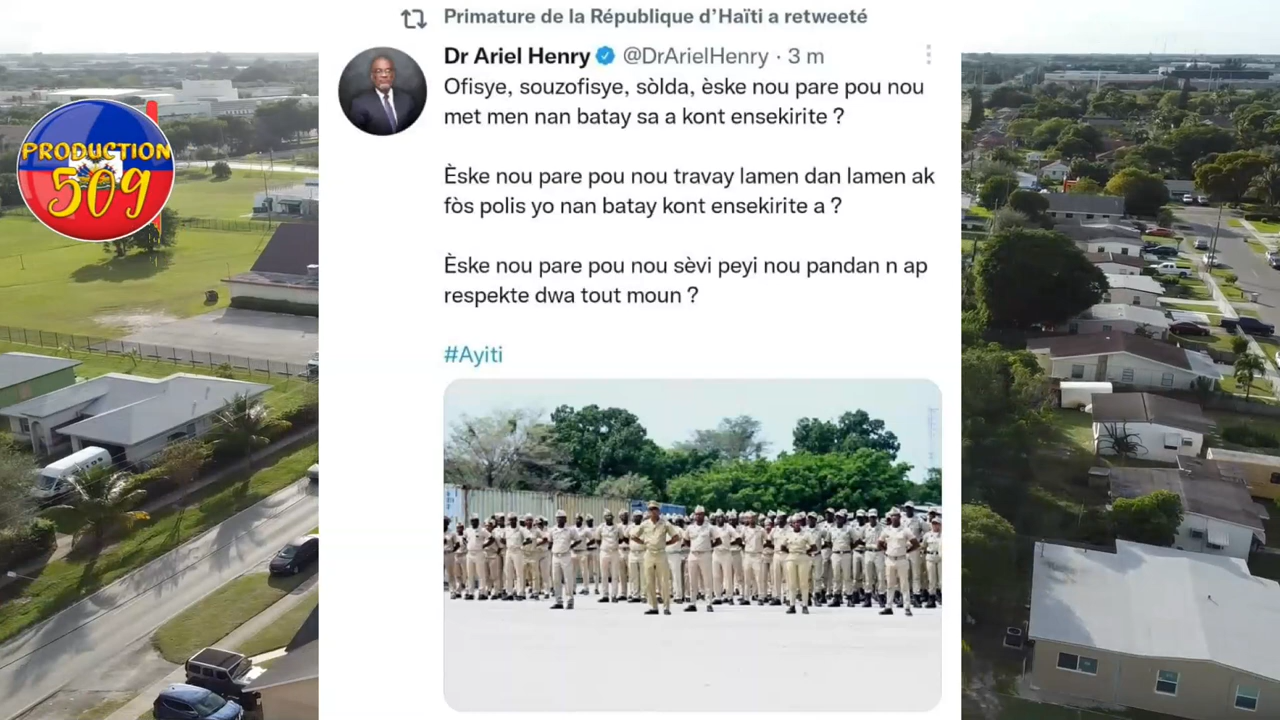 Primature de la République d'Haïti a retweeté
Dr Ariel Henry @DrArielHenry · 3 m
Ofisye, souzofisye, sòlda, èske nou pare pou nou
met men nan batay sa a kont ensekirite ?
Èske nou pare pou nou travay lamen dan lamen ak
fòs polis yo nan batay kont ensekirite a ?
Èske nou pare pou nou sèvi peyi nou pandan n ap
respekte dwa tout moun ?
#Ayiti
PRODUCTION
509